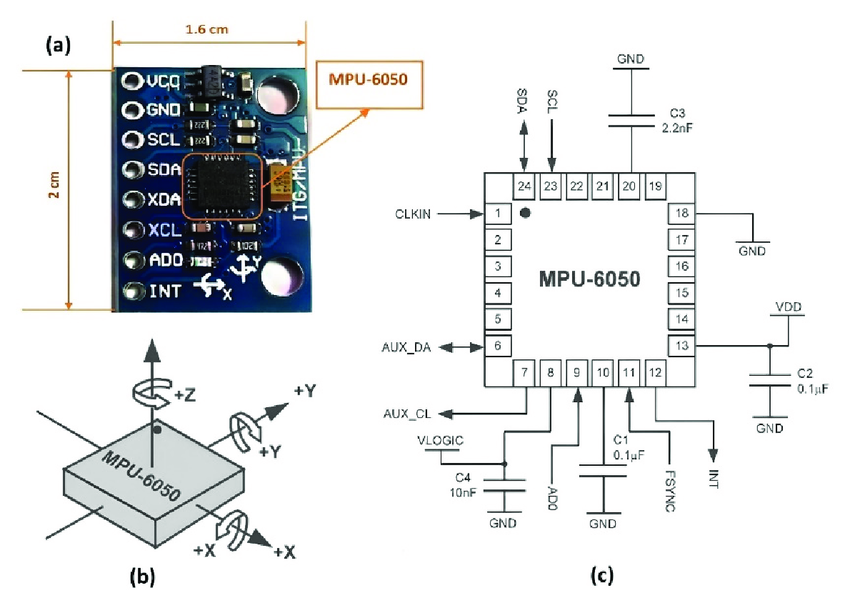 (a)
1.6 cm
2 cm
MPU-6050
VCC
GND
SCL
SDA
XDA
XCL
ADO
INT
ITG/MPU
Y
X
+Z
+Y
+Y
MPU-6050
+X
+X
(b)
SDA
SCL
GND
C3
2.2nF
24 23 22 21 20 19
CLKIN
1
2
3
4
5
6
MPU-6050
18
17
16
15
14
13
GND
VDD
C2
0.1µF
GND
AUX_DA
7 8 9 10 11 12
AUX_CL
VLOGIC
C4
10nF
GND
AD0
C1
0.1µF
GND
FSYNC
INT
(c)